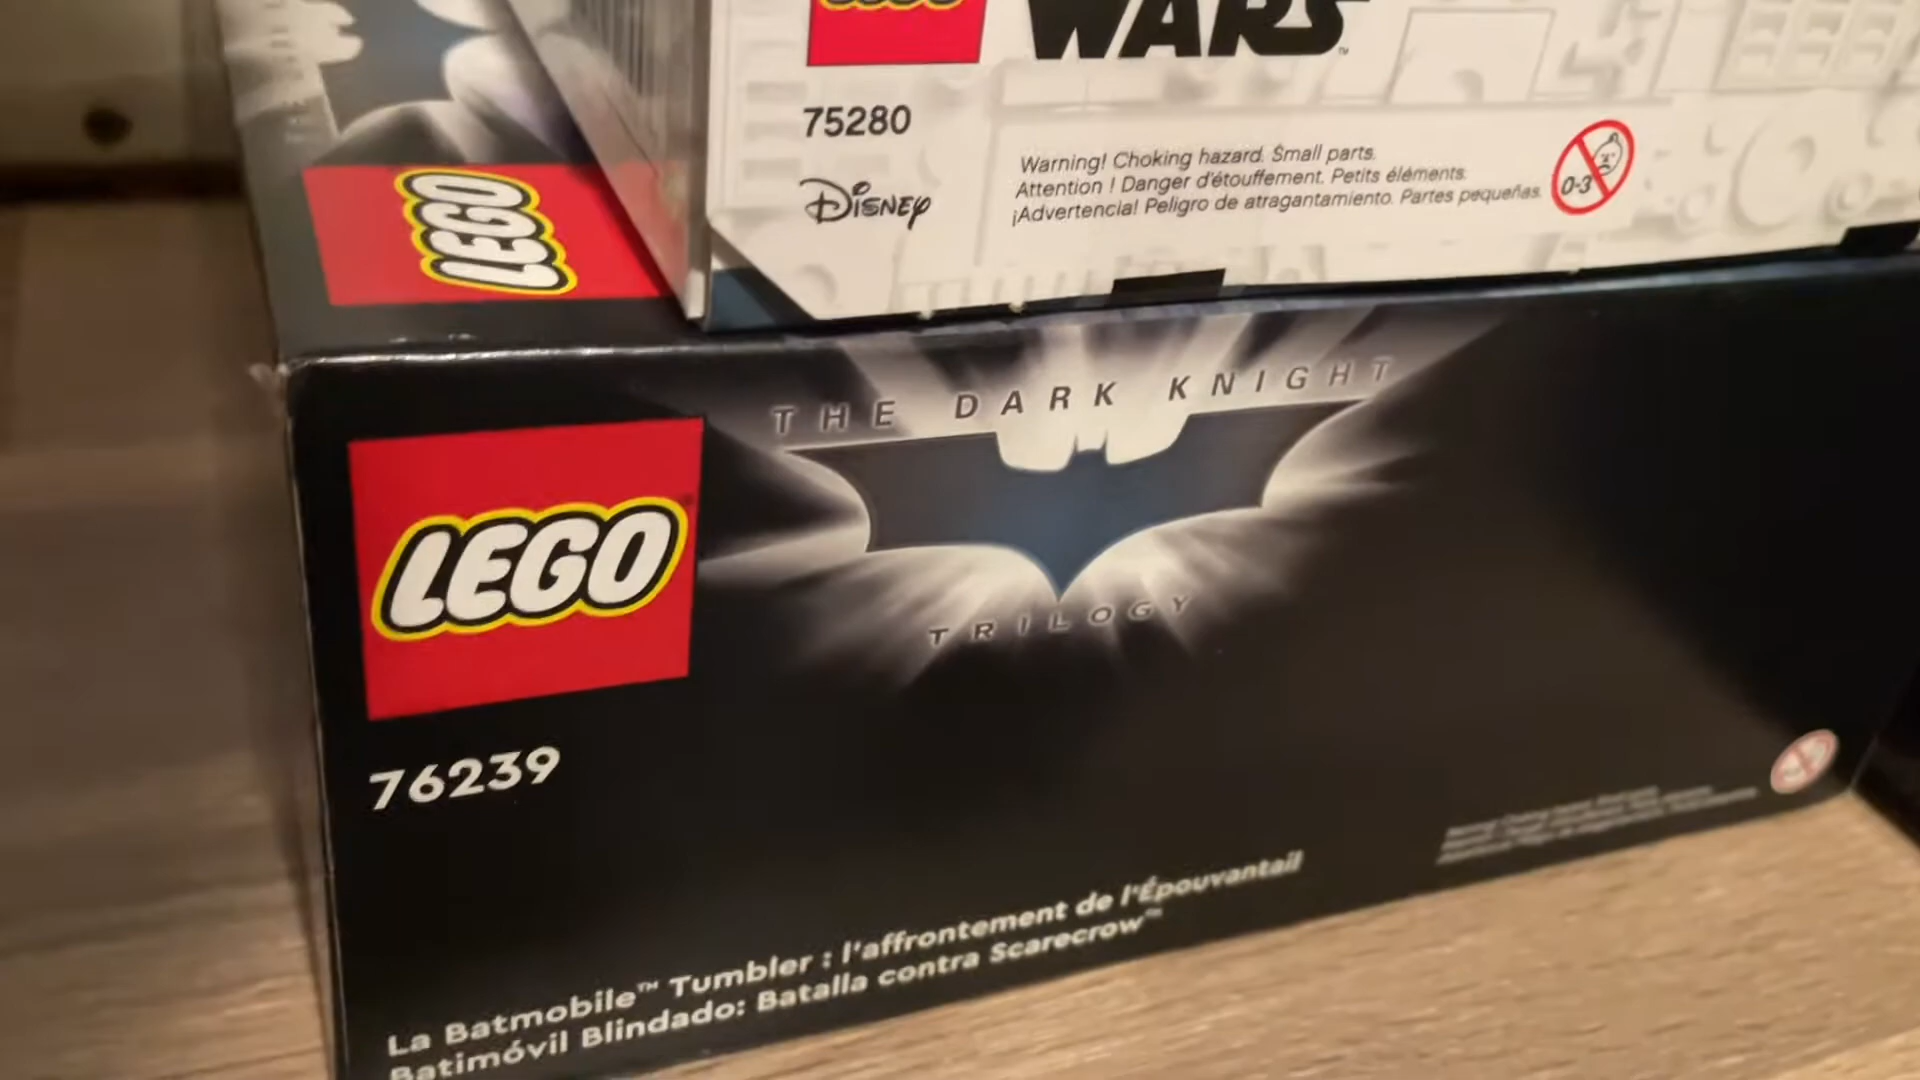 LEGO
WARS™
75280
Disney
Warning! Choking hazard. Small parts.
Attention ! Danger d'étouffement. Petits éléments.
¡Advertencia! Peligro de atragantamiento. Partes pequeñas.
0-3
LEGO
THE DARK KNIGHT
TRILOGY
LEGO
76239
La Batmobile™ Tumbler : l'affrontement de l'Épouvantail
Batimóvil Blindado: Batalla contra Scarecrow™